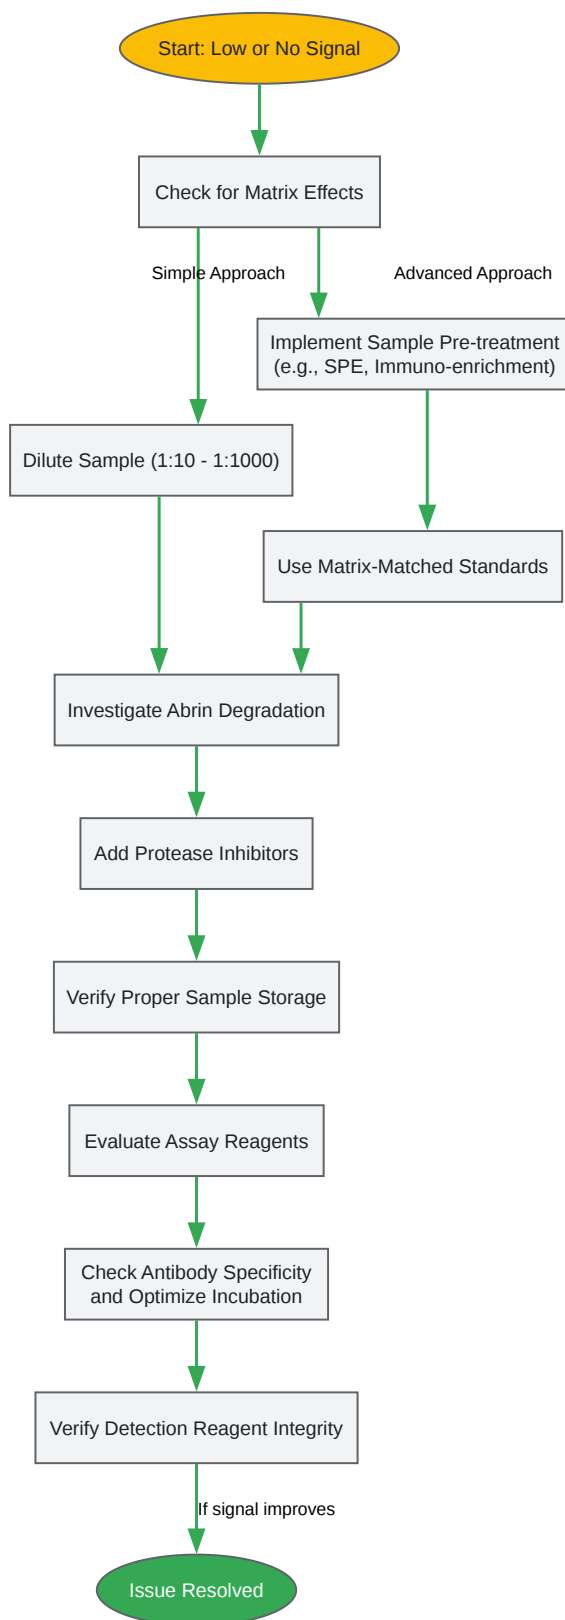 Start: Low or No Signal
Check for Matrix Effects
Simple Approach
Advanced Approach
Implement Sample Pre-treatment
(e.g., SPE, Immuno-enrichment)
Dilute Sample (1:10 - 1:1000)
Use Matrix-Matched Standards
Investigate Abrin Degradation
Add Protease Inhibitors
Verify Proper Sample Storage
Evaluate Assay Reagents
Check Antibody Specificity
and Optimize Incubation
Verify Detection Reagent Integrity
If signal improves
Issue Resolved